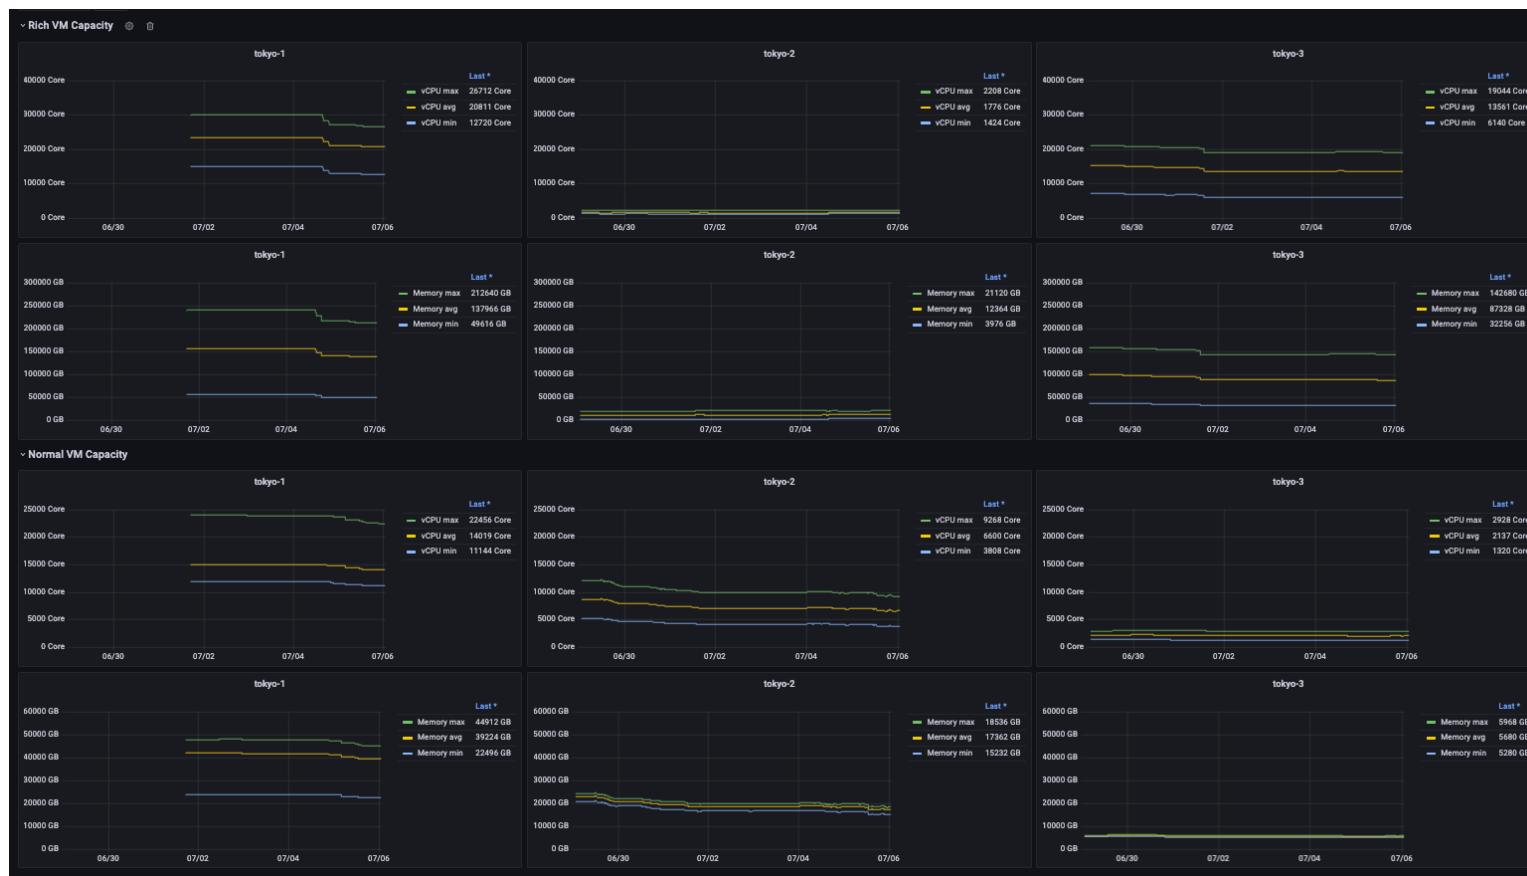 Rich VM Capacity
tokyo-1
40000 Core
30000 Core
20000 Core
10000 Core
0 Core
06/30 07/02 07/04 07/06
Last *
vCPU max 26712 Core
vCPU avg 20811 Core
vCPU min 12720 Core
tokyo-2
40000 Core
30000 Core
20000 Core
10000 Core
0 Core
06/30 07/02 07/04 07/06
Last *
vCPU max 2208 Core
vCPU avg 1776 Core
vCPU min 1424 Core
tokyo-3
40000 Core
30000 Core
20000 Core
10000 Core
0 Core
06/30 07/02 07/04 07/06
Last *
vCPU max 19044 Core
vCPU avg 13561 Core
vCPU min 6140 Core
tokyo-1
300000 GB
250000 GB
200000 GB
150000 GB
100000 GB
50000 GB
0 GB
06/30 07/02 07/04 07/06
Last *
Memory max 212640 GB
Memory avg 137966 GB
Memory min 49616 GB
tokyo-2
300000 GB
250000 GB
200000 GB
150000 GB
100000 GB
50000 GB
0 GB
06/30 07/02 07/04 07/06
Last *
Memory max 21120 GB
Memory avg 12364 GB
Memory min 3976 GB
tokyo-3
300000 GB
250000 GB
200000 GB
150000 GB
100000 GB
50000 GB
0 GB
06/30 07/02 07/04 07/06
Last *
Memory max 142680 GB
Memory avg 87328 GB
Memory min 32256 GB
Normal VM Capacity
tokyo-1
25000 Core
20000 Core
15000 Core
10000 Core
5000 Core
0 Core
06/30 07/02 07/04 07/06
Last *
vCPU max 22456 Core
vCPU avg 14019 Core
vCPU min 11144 Core
tokyo-2
25000 Core
20000 Core
15000 Core
10000 Core
5000 Core
0 Core
06/30 07/02 07/04 07/06
Last *
vCPU max 9268 Core
vCPU avg 6600 Core
vCPU min 3808 Core
tokyo-3
25000 Core
20000 Core
15000 Core
10000 Core
5000 Core
0 Core
06/30 07/02 07/04 07/06
Last *
vCPU max 2928 Core
vCPU avg 2137 Core
vCPU min 1320 Core
tokyo-1
60000 GB
50000 GB
40000 GB
30000 GB
20000 GB
10000 GB
0 GB
06/30 07/02 07/04 07/06
Last *
Memory max 44912 GB
Memory avg 39224 GB
Memory min 22496 GB
tokyo-2
60000 GB
50000 GB
40000 GB
30000 GB
20000 GB
10000 GB
0 GB
06/30 07/02 07/04 07/06
Last *
Memory max 18536 GB
Memory avg 17362 GB
Memory min 15232 GB
tokyo-3
60000 GB
50000 GB
40000 GB
30000 GB
20000 GB
10000 GB
0 GB
06/30 07/02 07/04 07/06
Last *
Memory max 5968 GB
Memory avg 5680 GB
Memory min 5280 GB